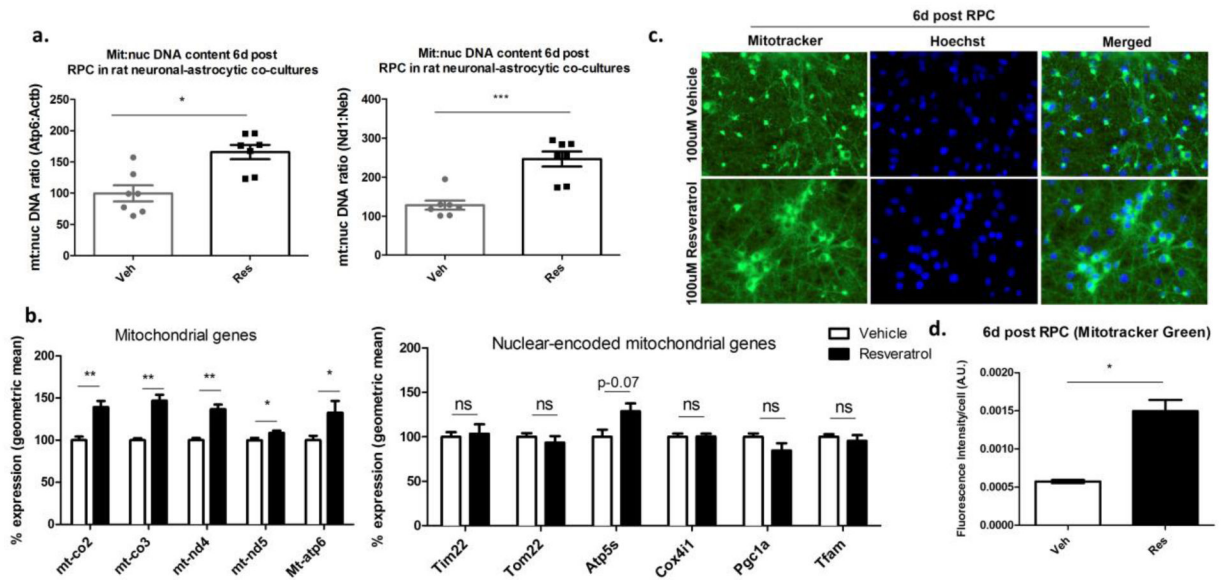 a.
Mit:nuc DNA content 6d post
RPC in rat neuronal-astrocytic co-cultures
mt:nuc DNA ratio (Atp6:Actb)
250
200
150
100
50
0
*
Veh
Res
Mit:nuc DNA content 6d post
RPC in rat neuronal-astrocytic co-cultures
mt:nuc DNA ratio (Nd1:Neb)
400
300
200
100
0
***
Veh
Res
b.
Mitochondrial genes
% expression (geometric mean)
200
150
100
50
0
**
**
**
*
*
mt-co2
mt-co3
mt-nd4
mt-nd5
Mt-atp6
Nuclear-encoded mitochondrial genes
% expression (geometric mean)
200
150
100
50
0
ns
ns
p-0.07
ns
ns
ns
Tim22
Tom22
Atp5s
Cox4i1
Pgc1a
Tfam
Vehicle
Resveratrol
c.
6d post RPC
Mitotracker
Hoechst
Merged
100uM Vehicle
100uM Resveratrol
d.
6d post RPC (Mitotracker Green)
Fluorescence Intensity/cell (A.U.)
0.0020
0.0015
0.0010
0.0005
0.0000
*
Veh
Res